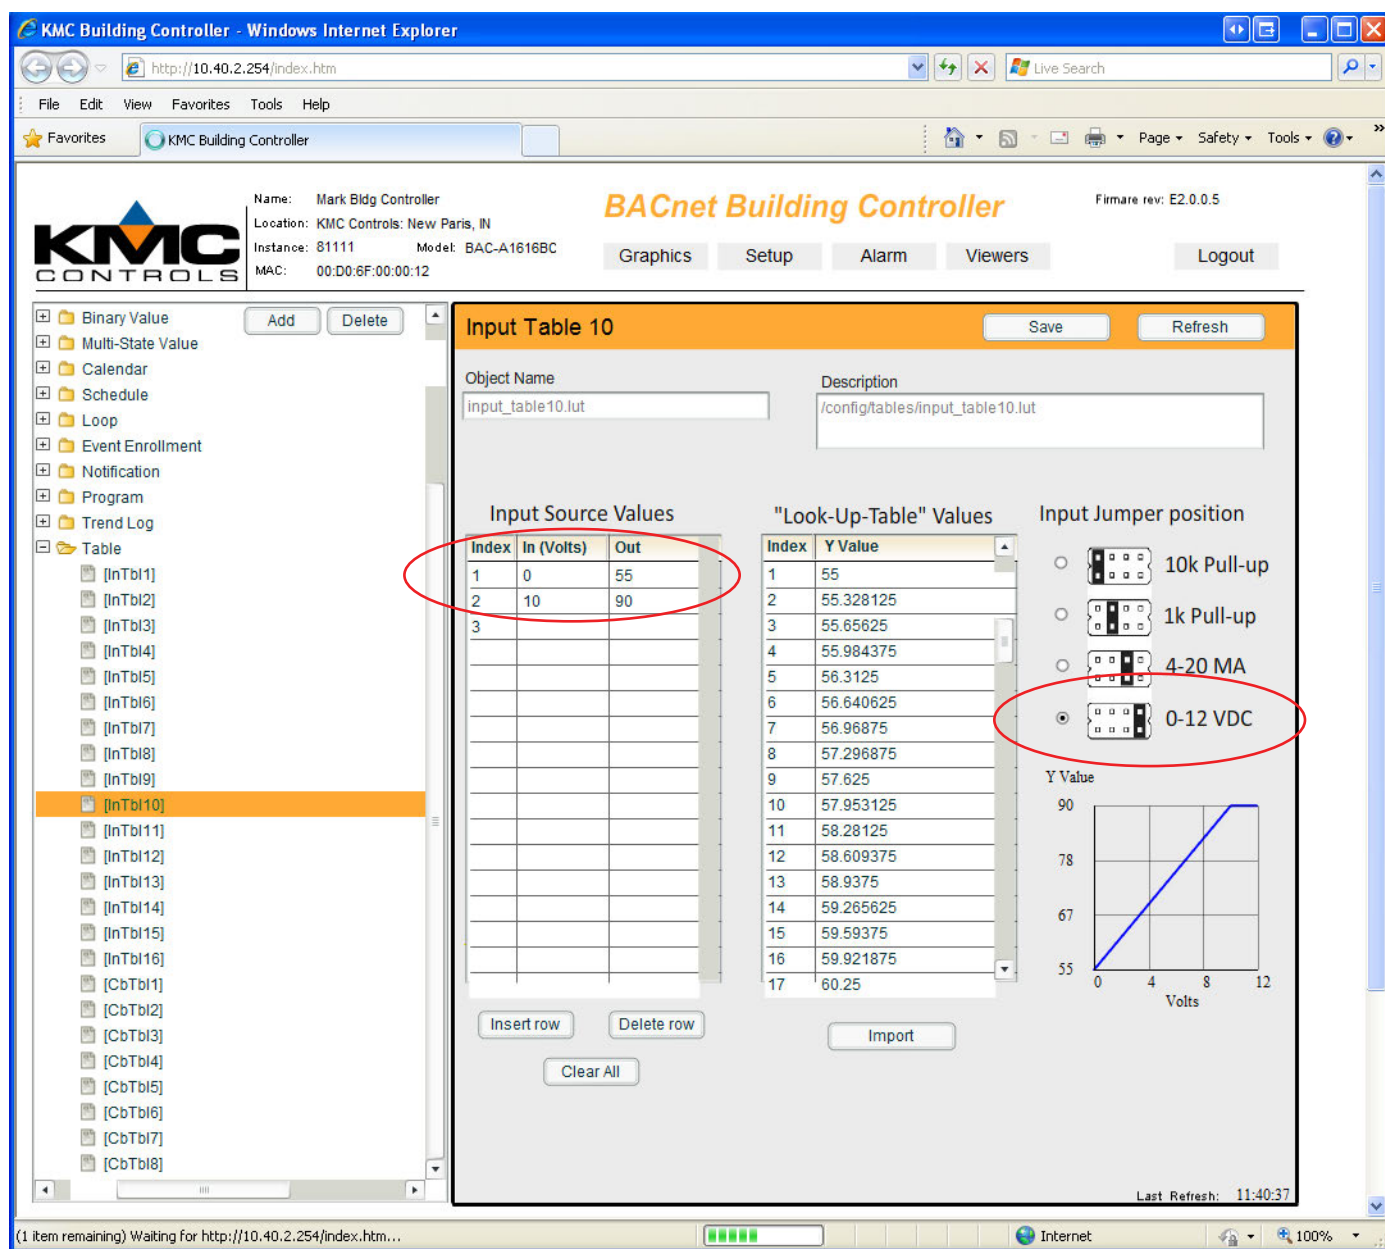 KMC Building Controller - Windows Internet Explorer
http://10.40.2.254/index.htm
Live Search
File Edit View Favorites Tools Help
Favorites
KMC Building Controller
Page Safety Tools
KMC
CONTROLS
Name: Mark Bldg Controller
Location: KMC Controls: New Paris, IN
Instance: 81111 Model: BAC-A1616BC
MAC: 00:D0:6F:00:00:12
BACnet Building Controller
Firmare rev: E2.0.0.5
Graphics Setup Alarm Viewers Logout
Add Delete
Binary Value
Multi-State Value
Calendar
Schedule
Loop
Event Enrollment
Notification
Program
Trend Log
Table
[InTbl1]
[InTbl2]
[InTbl3]
[InTbl4]
[InTbl5]
[InTbl6]
[InTbl7]
[InTbl8]
[InTbl9]
[InTbl10]
[InTbl11]
[InTbl12]
[InTbl13]
[InTbl14]
[InTbl15]
[InTbl16]
[CbTbl1]
[CbTbl2]
[CbTbl3]
[CbTbl4]
[CbTbl5]
[CbTbl6]
[CbTbl7]
[CbTbl8]
Input Table 10
Save Refresh
Object Name
input_table10.lut
Description
/config/tables/input_table10.lut
Input Source Values
Index In (Volts) Out
1 0 55
2 10 90
3
Insert row Delete row
Clear All
"Look-Up-Table" Values
Index Y Value
1 55
2 55.328125
3 55.65625
4 55.984375
5 56.3125
6 56.640625
7 56.96875
8 57.296875
9 57.625
10 57.953125
11 58.28125
12 58.609375
13 58.9375
14 59.265625
15 59.59375
16 59.921875
17 60.25
Import
Input Jumper position
10k Pull-up
1k Pull-up
4-20 MA
0-12 VDC
Y Value
90
78
67
55
0 4 8 12
Volts
Last Refresh: 11:40:37
(1 item remaining) Waiting for http://10.40.2.254/index.htm...
Internet
100%